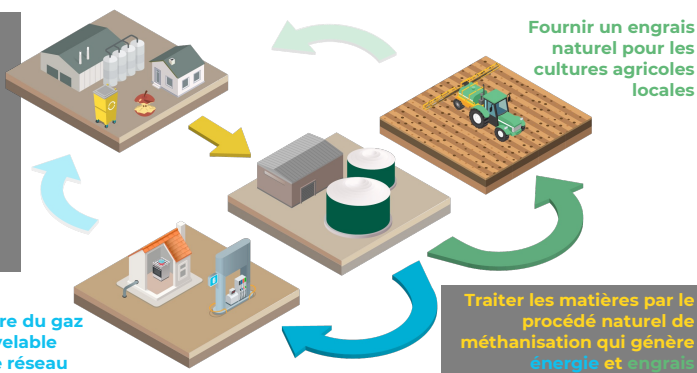 Fournir un engrais
naturel pour les
cultures agricoles
locales
Traiter les matières par le
procédé naturel de
méthanisation qui génère
énergie et engrais
du gaz
réseau